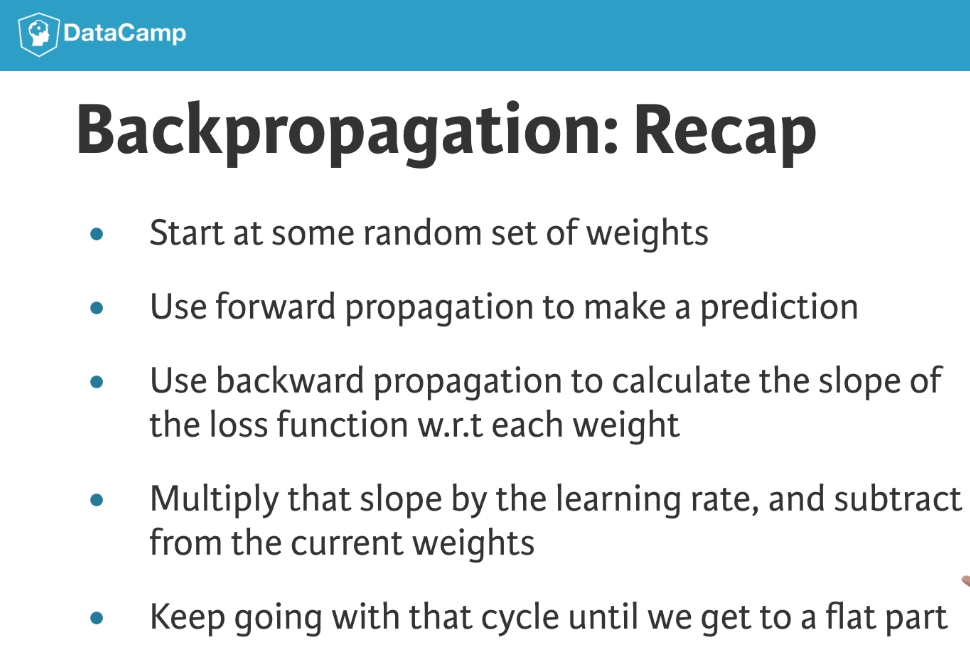 DataCamp
Backpropagation: Recap
• Start at some random set of weights
• Use forward propagation to make a prediction
• Use backward propagation to calculate the slope of
the loss function w.r.t each weight
• Multiply that slope by the learning rate, and subtract
from the current weights
• Keep going with that cycle until we get to a flat part